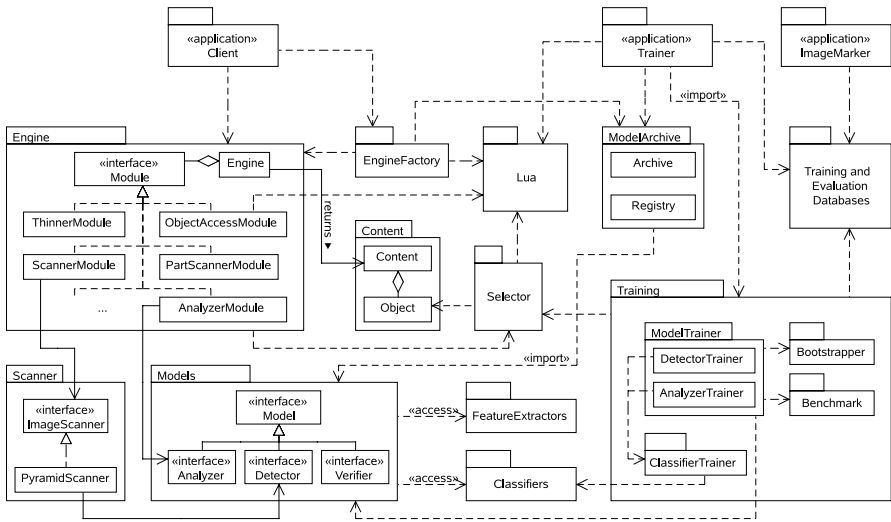 «application»
Client
«application»
Trainer
«application»
ImageMarker
«import»
Engine
«interface»
Module
Engine
EngineFactory
Lua
ModelArchive
Archive
Registry
Training and
Evaluation
Databases
ThinnerModule
ObjectAccessModule
ScannerModule
PartScannerModule
...
AnalyzerModule
returns
Content
Content
Object
Selector
Training
ModelTrainer
DetectorTrainer
AnalyzerTrainer
Bootstrapper
Benchmark
ClassifierTrainer
«import»
Scanner
«interface»
ImageScanner
PyramidScanner
Models
«interface»
Model
«interface»
Analyzer
«interface»
Detector
«interface»
Verifier
«access»
FeatureExtractors
«access»
Classifiers